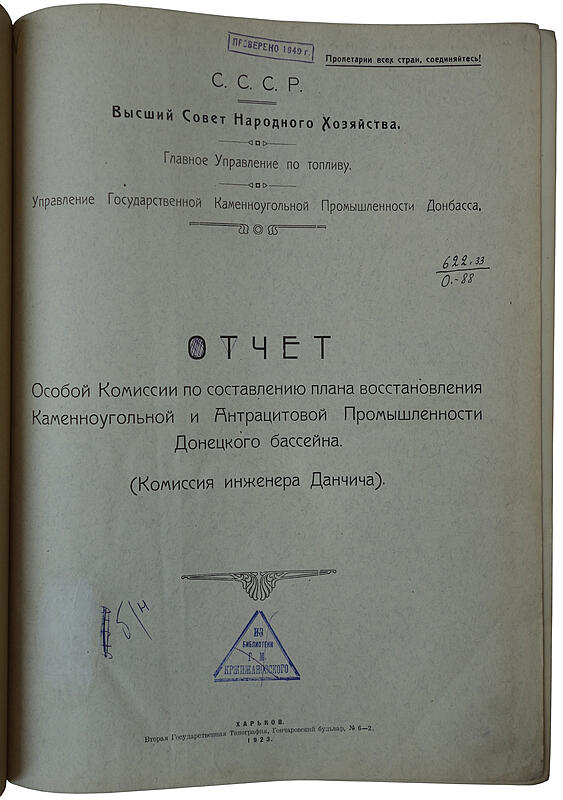 ПРОВЕРЕНО 1949 г.
Пролетарии всех стран, соединяйтесь!
С. С. С. Р.
Высший Совет Народного Хозяйства.
Главное Управление по топливу.
Управление Государственной Каменноугольной Промышленности Донбасса.
622.33
О.-88
ОТЧЕТ
Особой Комиссии по составлению плана восстановления
Каменноугольной и Антрацитовой Промышленности
Донецкого бассейна.
(Комиссия инженера Данчича).
б/н
ИЗ
БИБЛИОТЕКИ
Г. М.
КРЖИЖАНОВСКОГО
ХАРЬКОВ.
Вторая Государственная Типография, Гончаровский бульвар, № 6—2.
1923.